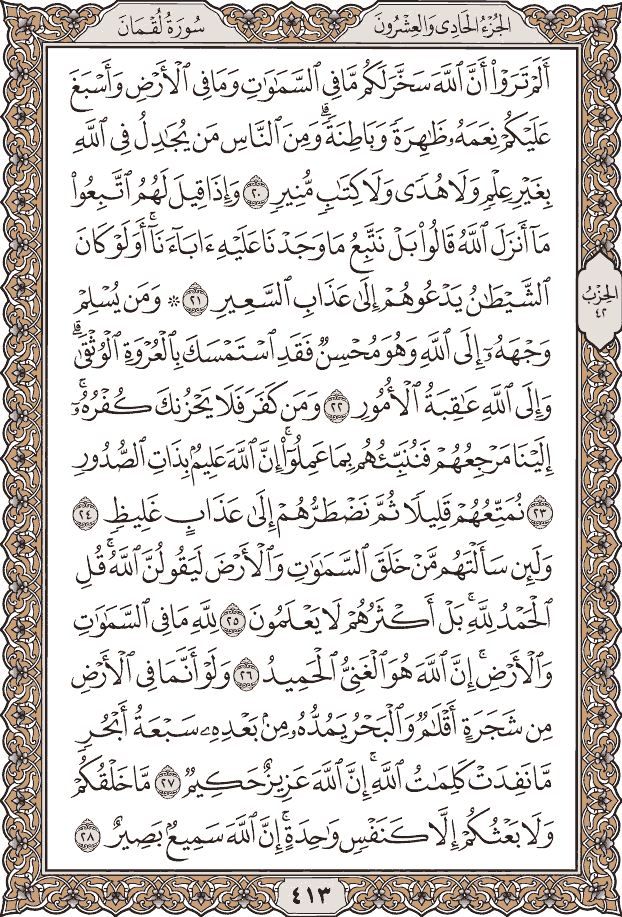 الجزء الحادي والعشرون
سورة لقمان
أَلَمْ تَرَوْا۟ أَنَّ ٱللَّهَ سَخَّرَ لَكُم مَّا فِى ٱلسَّمَـٰوَٰتِ وَمَا فِى ٱلْأَرْضِ وَأَسْبَغَ
عَلَيْكُمْ نِعَمَهُۥ ظَـٰهِرَةً وَبَاطِنَةً ۗ وَمِنَ ٱلنَّاسِ مَن يُجَـٰدِلُ فِى ٱللَّهِ
بِغَيْرِ عِلْمٍ وَلَا هُدًى وَلَا كِتَـٰبٍ مُّنِيرٍ ٢٠ وَإِذَا قِيلَ لَهُمُ ٱتَّبِعُوا۟
مَآ أَنزَلَ ٱللَّهُ قَالُوا۟ بَلْ نَتَّبِعُ مَا وَجَدْنَا عَلَيْهِ ءَابَآءَنَآ ۚ أَوَلَوْ كَانَ
ٱلشَّيْطَـٰنُ يَدْعُوهُمْ إِلَىٰ عَذَابِ ٱلسَّعِيرِ ٢١ ۞ وَمَن يُسْلِمْ
وَجْهَهُۥٓ إِلَى ٱللَّهِ وَهُوَ مُحْسِنٌ فَقَدِ ٱسْتَمْسَكَ بِٱلْعُرْوَةِ ٱلْوُثْقَىٰ ۗ
وَإِلَى ٱللَّهِ عَـٰقِبَةُ ٱلْأُمُورِ ٢٢ وَمَن كَفَرَ فَلَا يَحْزُنكَ كُفْرُهُۥٓ ۚ
إِلَيْنَا مَرْجِعُهُمْ فَنُنَبِّئُهُم بِمَا عَمِلُوٓا۟ ۚ إِنَّ ٱللَّهَ عَلِيمٌۢ بِذَاتِ ٱلصُّدُورِ
٢٣ نُمَتِّعُهُمْ قَلِيلًا ثُمَّ نَضْطَرُّهُمْ إِلَىٰ عَذَابٍ غَلِيظٍ ٢٤
وَلَئِن سَأَلْتَهُم مَّنْ خَلَقَ ٱلسَّمَـٰوَٰتِ وَٱلْأَرْضَ لَيَقُولُنَّ ٱللَّهُ ۚ قُلِ
ٱلْحَمْدُ لِلَّهِ ۚ بَلْ أَكْثَرُهُمْ لَا يَعْلَمُونَ ٢٥ لِلَّهِ مَا فِى ٱلسَّمَـٰوَٰتِ
وَٱلْأَرْضِ ۚ إِنَّ ٱللَّهَ هُوَ ٱلْغَنِىُّ ٱلْحَمِيدُ ٢٦ وَلَوْ أَنَّمَا فِى ٱلْأَرْضِ
مِن شَجَرَةٍ أَقْلَـٰمٌ وَٱلْبَحْرُ يَمُدُّهُۥ مِنۢ بَعْدِهِۦ سَبْعَةُ أَبْحُرٍ
مَّا نَفِدَتْ كَلِمَـٰتُ ٱللَّهِ ۗ إِنَّ ٱللَّهَ عَزِيزٌ حَكِيمٌ ٢٧ مَّا خَلْقُكُمْ
وَلَا بَعْثُكُمْ إِلَّا كَنَفْسٍ وَٰحِدَةٍ ۗ إِنَّ ٱللَّهَ سَمِيعٌۢ بَصِيرٌ ٢٨
الحزب
٤٢
٤١٣